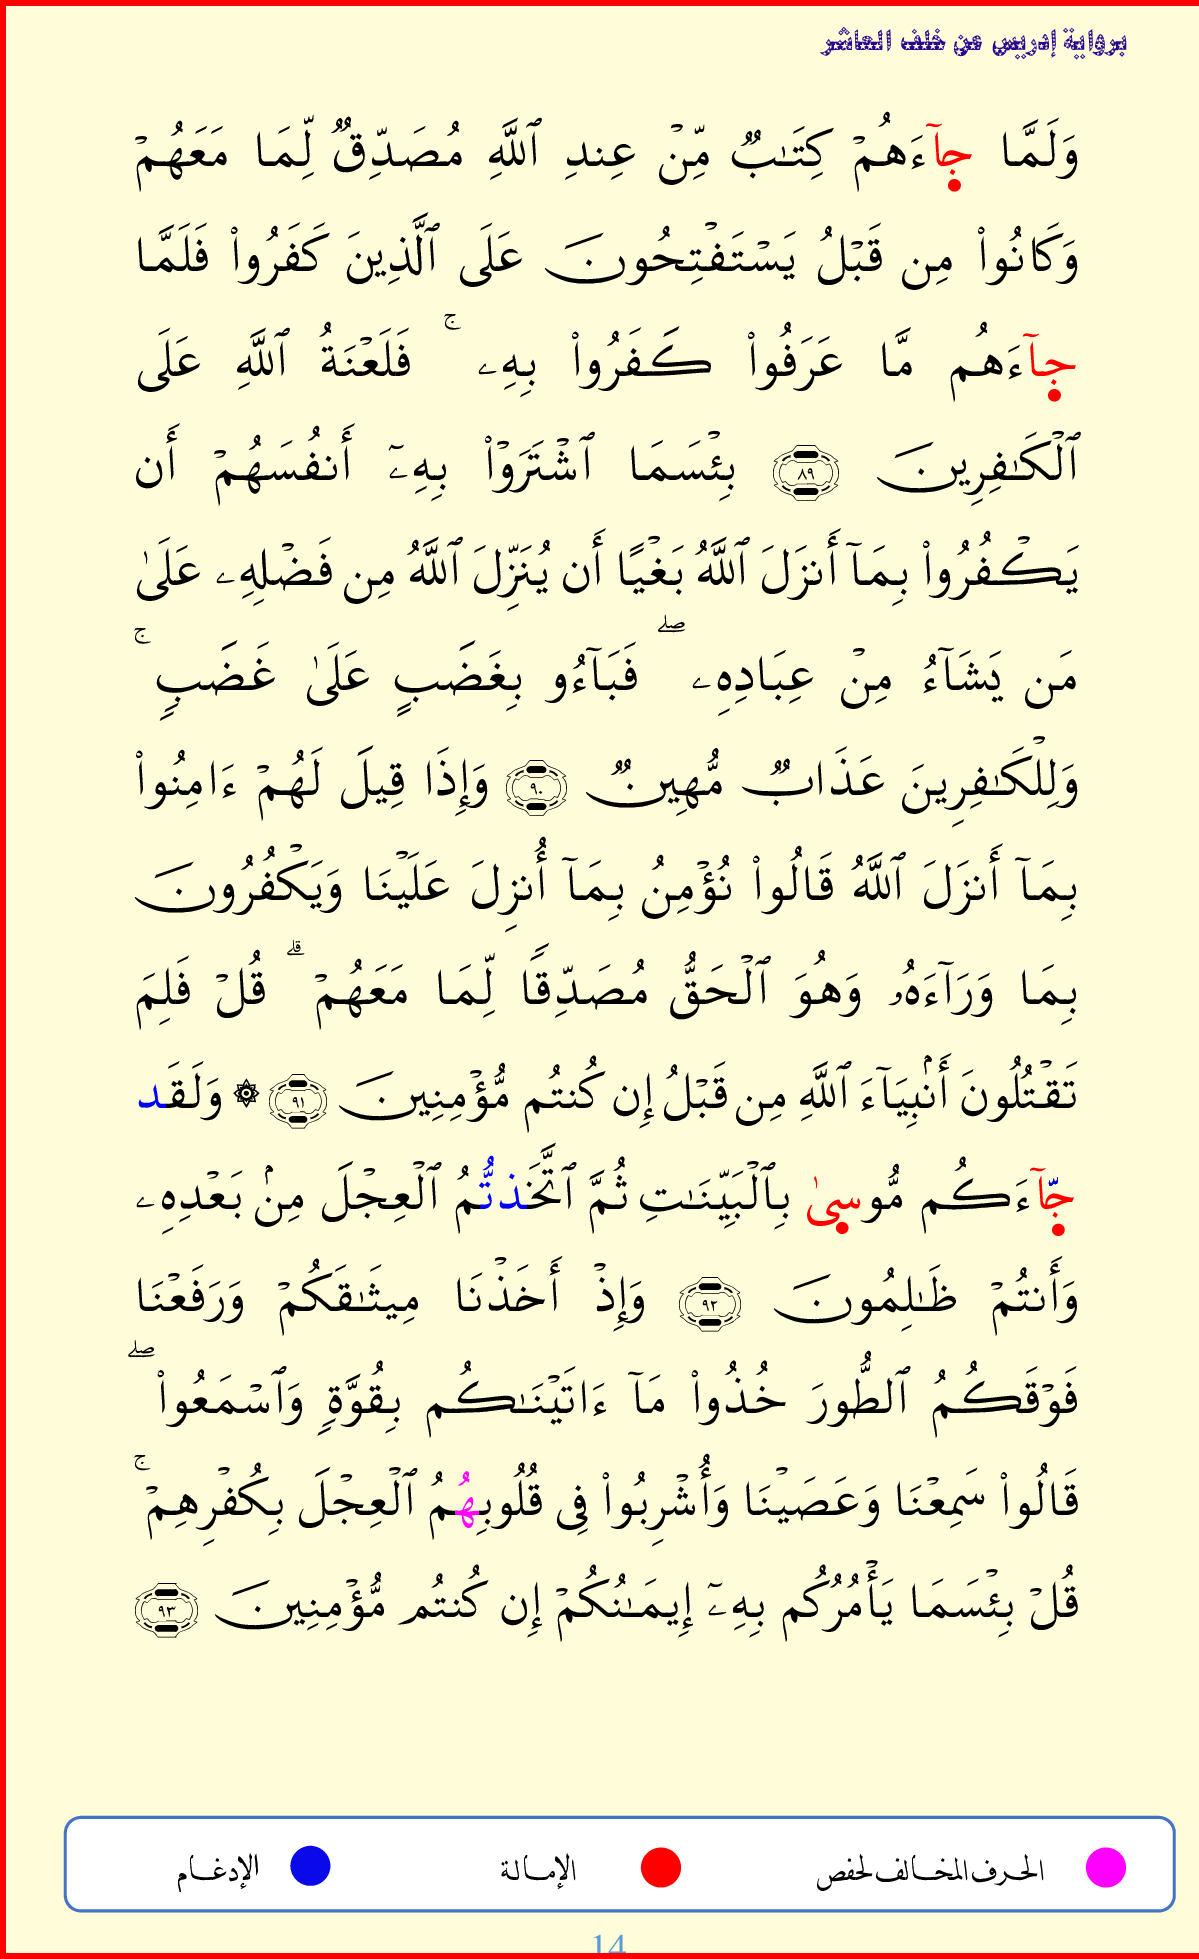 برواية إدريس عن خلف العاشر
وَلَمَّا جآءَهُمْ كِتَٰبٌ مِّنْ عِندِ ٱللَّهِ مُصَدِّقٌ لِّمَا مَعَهُمْ
وَكَانُوا۟ مِن قَبْلُ يَسْتَفْتِحُونَ عَلَى ٱلَّذِينَ كَفَرُوا۟ فَلَمَّا
جآءَهُم مَّا عَرَفُوا۟ كَفَرُوا۟ بِهِۦ ۚ فَلَعْنَةُ ٱللَّهِ عَلَى
ٱلْكَٰفِرِينَ ٨٩ بِئْسَمَا ٱشْتَرَوْا۟ بِهِۦٓ أَنفُسَهُمْ أَن
يَكْفُرُوا۟ بِمَآ أَنزَلَ ٱللَّهُ بَغْيًا أَن يُنَزِّلَ ٱللَّهُ مِن فَضْلِهِۦ عَلَىٰ
مَن يَشَآءُ مِنْ عِبَادِهِۦ ۖ فَبَآءُو بِغَضَبٍ عَلَىٰ غَضَبٍ ۚ
وَلِلْكَٰفِرِينَ عَذَابٌ مُّهِينٌ ٩٠ وَإِذَا قِيلَ لَهُمْ ءَامِنُوا۟
بِمَآ أَنزَلَ ٱللَّهُ قَالُوا۟ نُؤْمِنُ بِمَآ أُنزِلَ عَلَيْنَا وَيَكْفُرُونَ
بِمَا وَرَآءَهُۥ وَهُوَ ٱلْحَقُّ مُصَدِّقًا لِّمَا مَعَهُمْ ۗ قُلْ فَلِمَ
تَقْتُلُونَ أَنۢبِيَآءَ ٱللَّهِ مِن قَبْلُ إِن كُنتُم مُّؤْمِنِينَ ٩١ ۞ وَلَقَد
جّآءَكُم مُّوسىٰ بِٱلْبَيِّنَٰتِ ثُمَّ ٱتَّخَذتُّمُ ٱلْعِجْلَ مِنۢ بَعْدِهِۦ
وَأَنتُمْ ظَٰلِمُونَ ٩٢ وَإِذْ أَخَذْنَا مِيثَٰقَكُمْ وَرَفَعْنَا
فَوْقَكُمُ ٱلطُّورَ خُذُوا۟ مَآ ءَاتَيْنَٰكُم بِقُوَّةٍ وَٱسْمَعُوا۟ ۖ
قَالُوا۟ سَمِعْنَا وَعَصَيْنَا وَأُشْرِبُوا۟ فِى قُلُوبِهُمُ ٱلْعِجْلَ بِكُفْرِهِمْ ۚ
قُلْ بِئْسَمَا يَأْمُرُكُم بِهِۦٓ إِيمَٰنُكُمْ إِن كُنتُم مُّؤْمِنِينَ ٩٣
الحرف المخالف لحفص الإمالة الإدغام
14